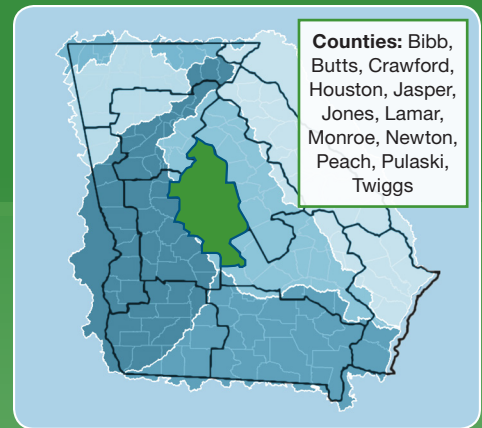 Counties: Bibb,
Butts, Crawford,
Houston, Jasper,
Jones, Lamar,
Monroe, Newton,
Peach, Pulaski,
Twiggs